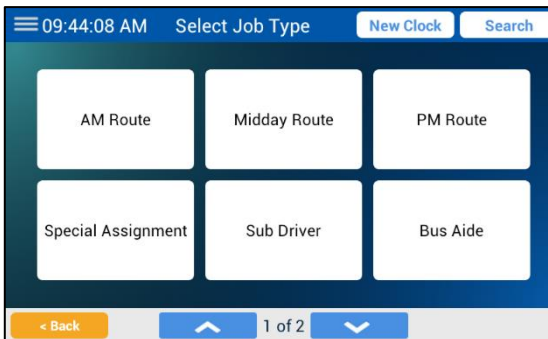 09:44:08 AM Select Job Type New Clock Search
AM Route Midday Route PM Route
Special Assignment Sub Driver Bus Aide
< Back 1 of 2